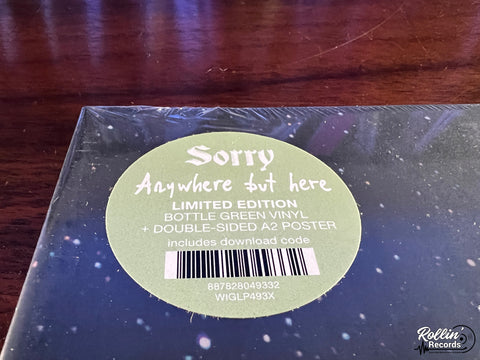 Sorry
Anywhere but here
LIMITED EDITION
BOTTLE GREEN VINYL
+ DOUBLE-SIDED A2 POSTER
includes download code
887828049332
WIGLP493X
Rollin'
Records